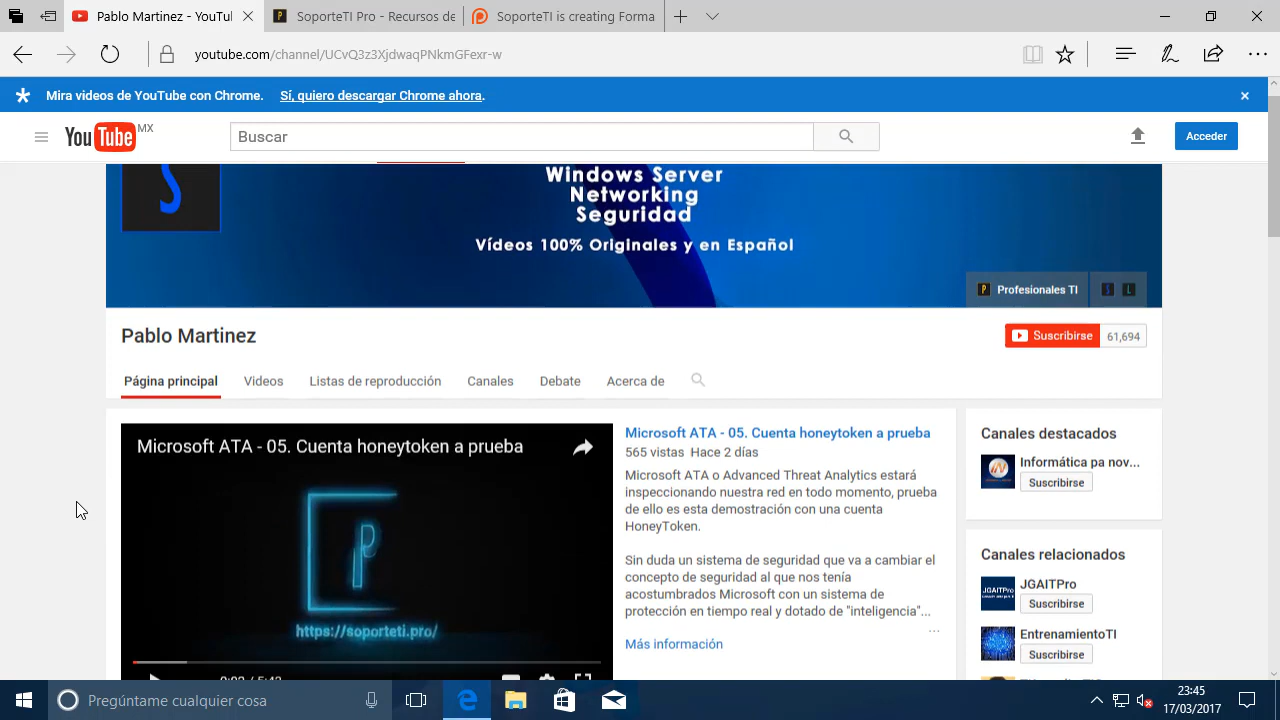 Pablo Martinez - YouTul
SoporteTI Pro - Recursos de
SoporteTI is creating Forma
youtube.com/channel/UCvQ3z3XjdwaqPNkmGFexr-w
Mira videos de YouTube con Chrome. Sí, quiero descargar Chrome ahora.
YouTube MX
Buscar
Acceder
S
Windows Server
Networking
Seguridad
Vídeos 100% Originales y en Español
P Profesionales TI S L
Pablo Martinez
Suscribirse 61,694
Página principal Videos Listas de reproducción Canales Debate Acerca de
Microsoft ATA - 05. Cuenta honeytoken a prueba
P
https://soporteti.pro/
0:02 / 5:42
Microsoft ATA - 05. Cuenta honeytoken a prueba
565 vistas Hace 2 días
Microsoft ATA o Advanced Threat Analytics estará
inspeccionando nuestra red en todo momento, prueba
de ello es esta demostración con una cuenta
HoneyToken.
Sin duda un sistema de seguridad que va a cambiar el
concepto de seguridad al que nos tenía
acostumbrados Microsoft con un sistema de
protección en tiempo real y dotado de "inteligencia"...
...
Más información
Canales destacados
Informática pa nov...
Suscribirse
Canales relacionados
JGAITPro
JGAITPro
Suscribirse
EntrenamientoTI
Suscribirse
Pregúntame cualquier cosa
23:45
17/03/2017